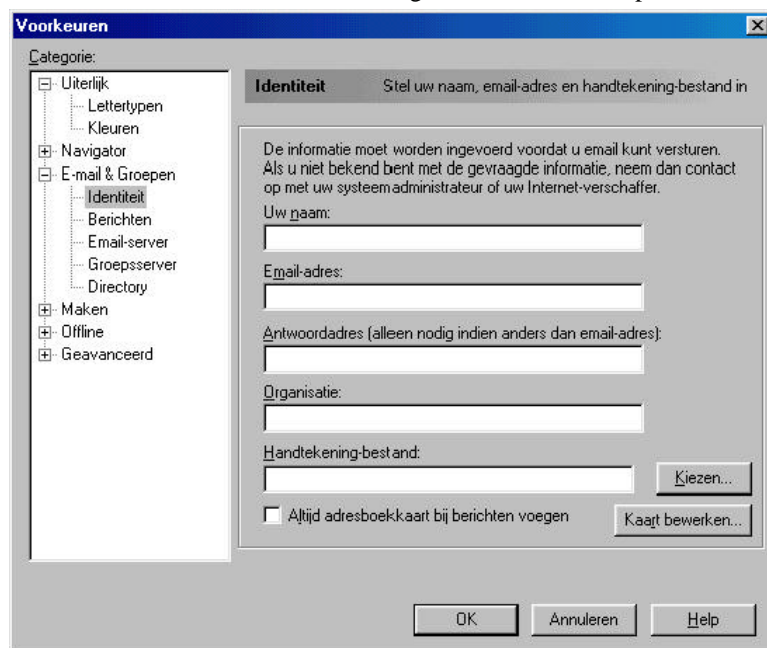 Voorkeuren
Categorie:
Uiterlijk
Lettertypen
Kleuren
Navigator
E-mail & Groepen
Identiteit
Berichten
Email-server
Groepsserver
Directory
Maken
Offline
Geavanceerd
Identiteit Stel uw naam, email-adres en handtekening-bestand in
De informatie moet worden ingevoerd voordat u email kunt versturen.
Als u niet bekend bent met de gevraagde informatie, neem dan contact
op met uw systeemadministrateur of uw Internet-verschaffer.
Uw naam:
Email-adres:
Antwoordadres (alleen nodig indien anders dan email-adres):
Organisatie:
Handtekening-bestand:
Kiezen...
Altijd adresboekkaart bij berichten voegen
Kaart bewerken...
OK
Annuleren
Help